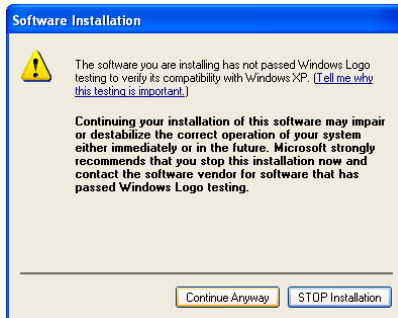 Software Installation
The software you are installing has not passed Windows Logo
testing to verify its compatibility with Windows XP. (Tell me why
this testing is important.)
Continuing your installation of this software may impair
or destabilize the correct operation of your system
either immediately or in the future. Microsoft strongly
recommends that you stop this installation now and
contact the software vendor for software that has
passed Windows Logo testing.
Continue Anyway
STOP Installation